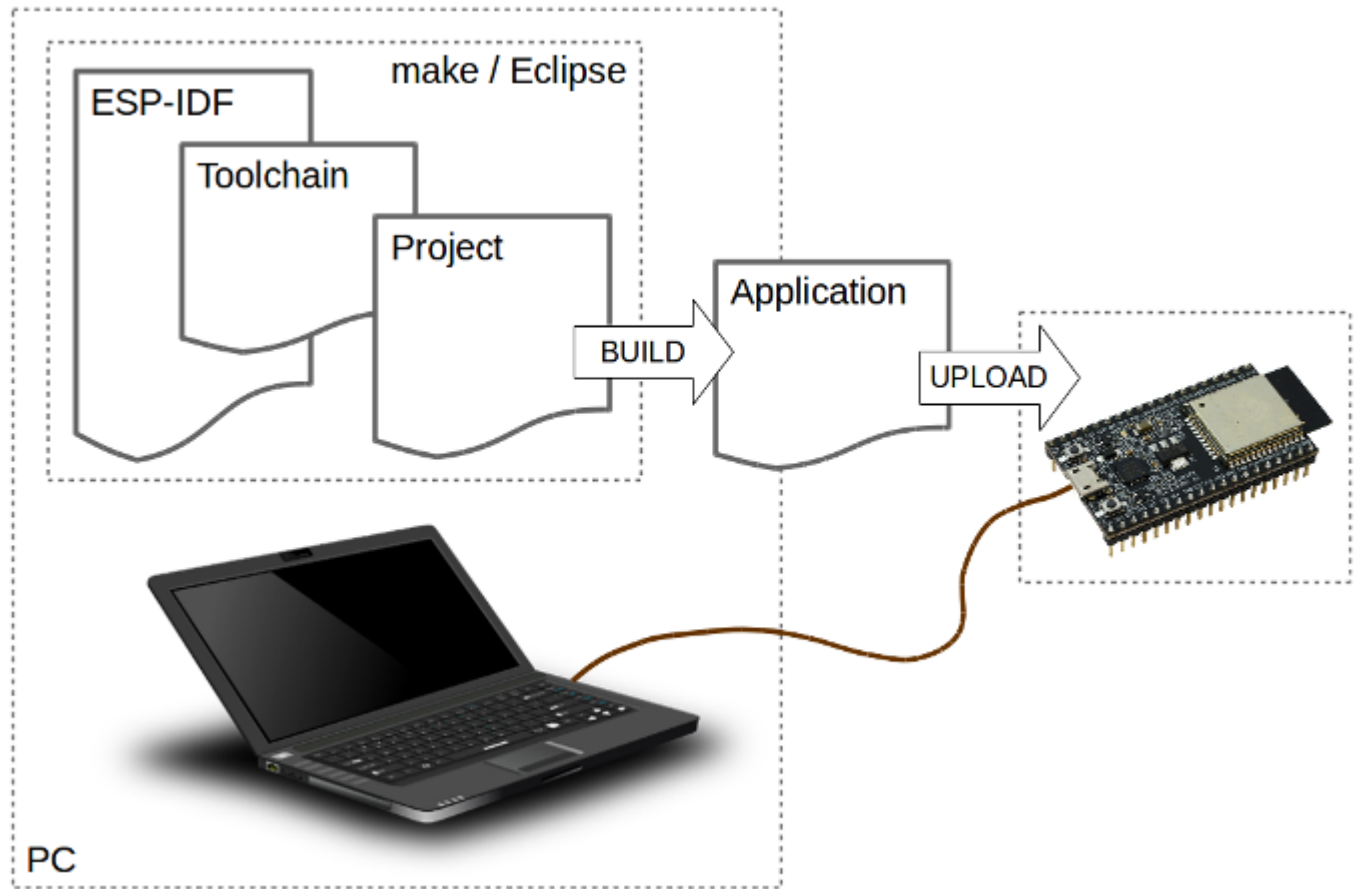 make / Eclipse
ESP-IDF
Toolchain
Project
Application
BUILD
UPLOAD
PC